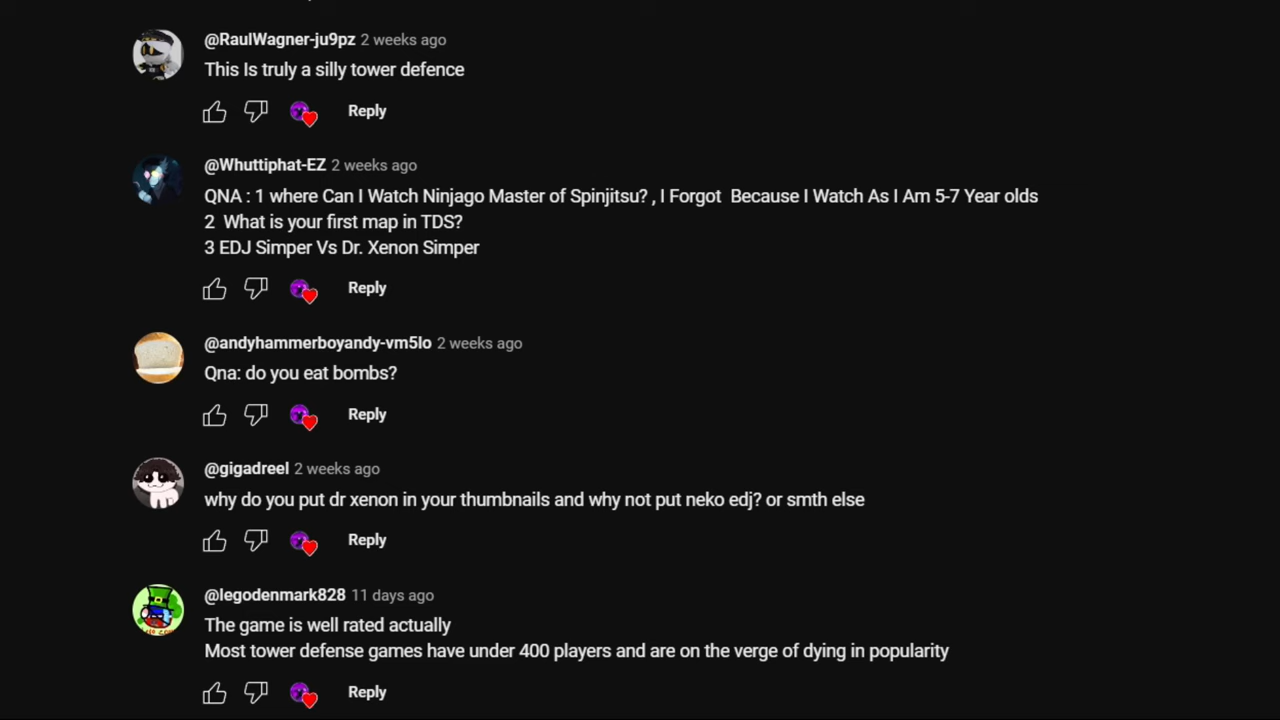 @RaulWagner-ju9pz 2 weeks ago
This Is truly a silly tower defence
Reply
@Whuttiphat-EZ 2 weeks ago
QNA : 1 where Can I Watch Ninjago Master of Spinjitsu? , I Forgot  Because I Watch As I Am 5-7 Year olds
2  What is your first map in TDS?
3 EDJ Simper Vs Dr. Xenon Simper
Reply
@andyhammerboyandy-vm5lo 2 weeks ago
Qna: do you eat bombs?
Reply
@gigadreel 2 weeks ago
why do you put dr xenon in your thumbnails and why not put neko edj? or smth else
Reply
@legodenmark828 11 days ago
The game is well rated actually
Most tower defense games have under 400 players and are on the verge of dying in popularity
Reply